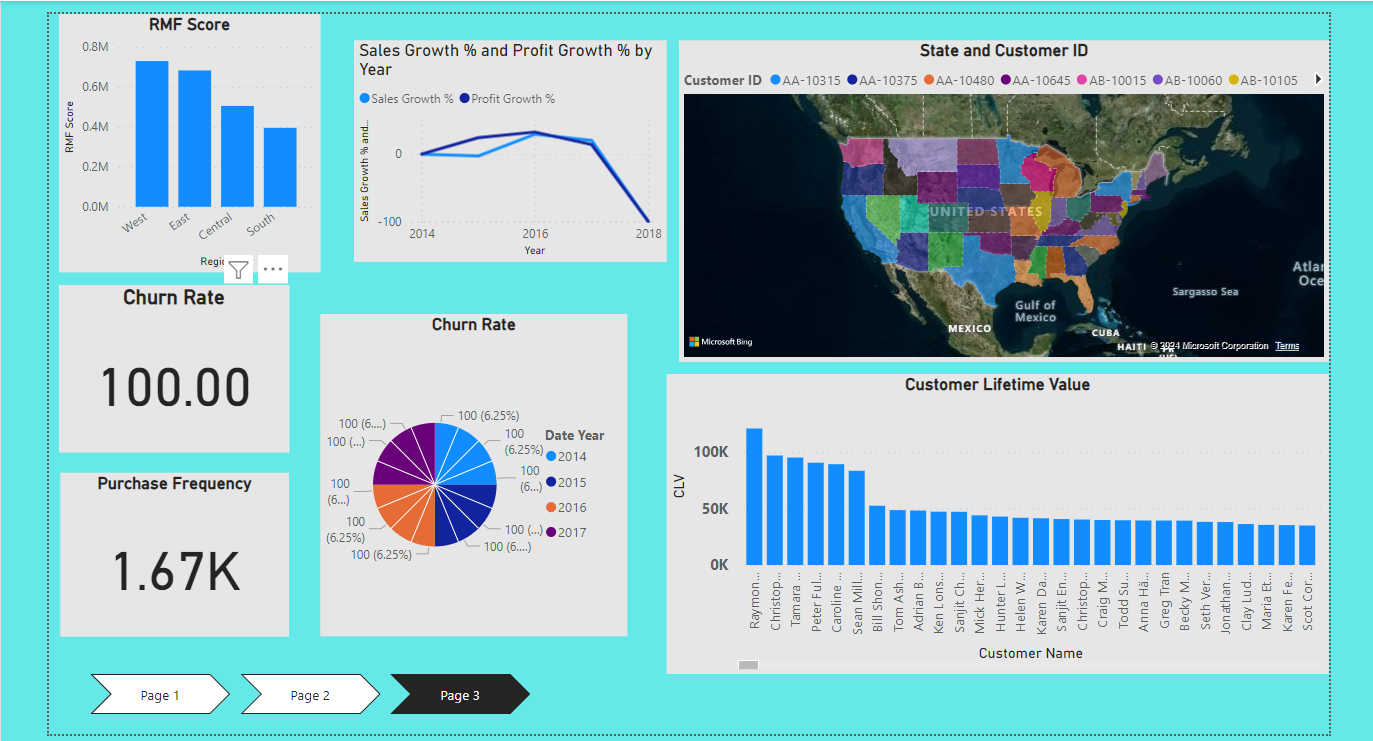 RMF Score
0.8M
0.6M
0.4M
0.2M
0.0M
RMF Score
West
East
Central
South
Sales Growth % and Profit Growth % by
Year
Sales Growth %
Profit Growth %
Sales Growth % and...
0
-100
2014
2016
2018
Year
State and Customer ID
Customer ID
AA-10315
AA-10375
AA-10480
AA-10645
AB-10015
AB-10060
AB-10105
UNITED STATES
Gulf of
Mexico
MEXICO
CUBA
HAITI
Sargasso Sea
Microsoft Bing
© 2024 Microsoft Corporation
Terms
Churn Rate
100.00
Purchase Frequency
1.67K
Churn Rate
100 (6.25%)
100
(6.25%)
100
(6...)
100 (...)
100 (6....)
100 (6.25%)
100
(6.25%)
100
(6...)
100 (...)
100 (6....)
Date Year
2014
2015
2016
2017
Customer Lifetime Value
CLV
100K
50K
0K
Raymon...
Christop...
Tamara ...
Peter Ful...
Caroline ...
Sean Mill...
Bill Shon...
Tom Ash...
Adrian B...
Ken Lons...
Sanjit Ch...
Mick Her...
Hunter L...
Helen W...
Karen Da...
Sanjit En...
Christop...
Craig M...
Todd Su...
Anna Hä...
Greg Tran
Becky M...
Seth Ver...
Jonathan...
Clay Lud...
Maria Et...
Karen Fe...
Scot Cor...
Customer Name
Page 1
Page 2
Page 3